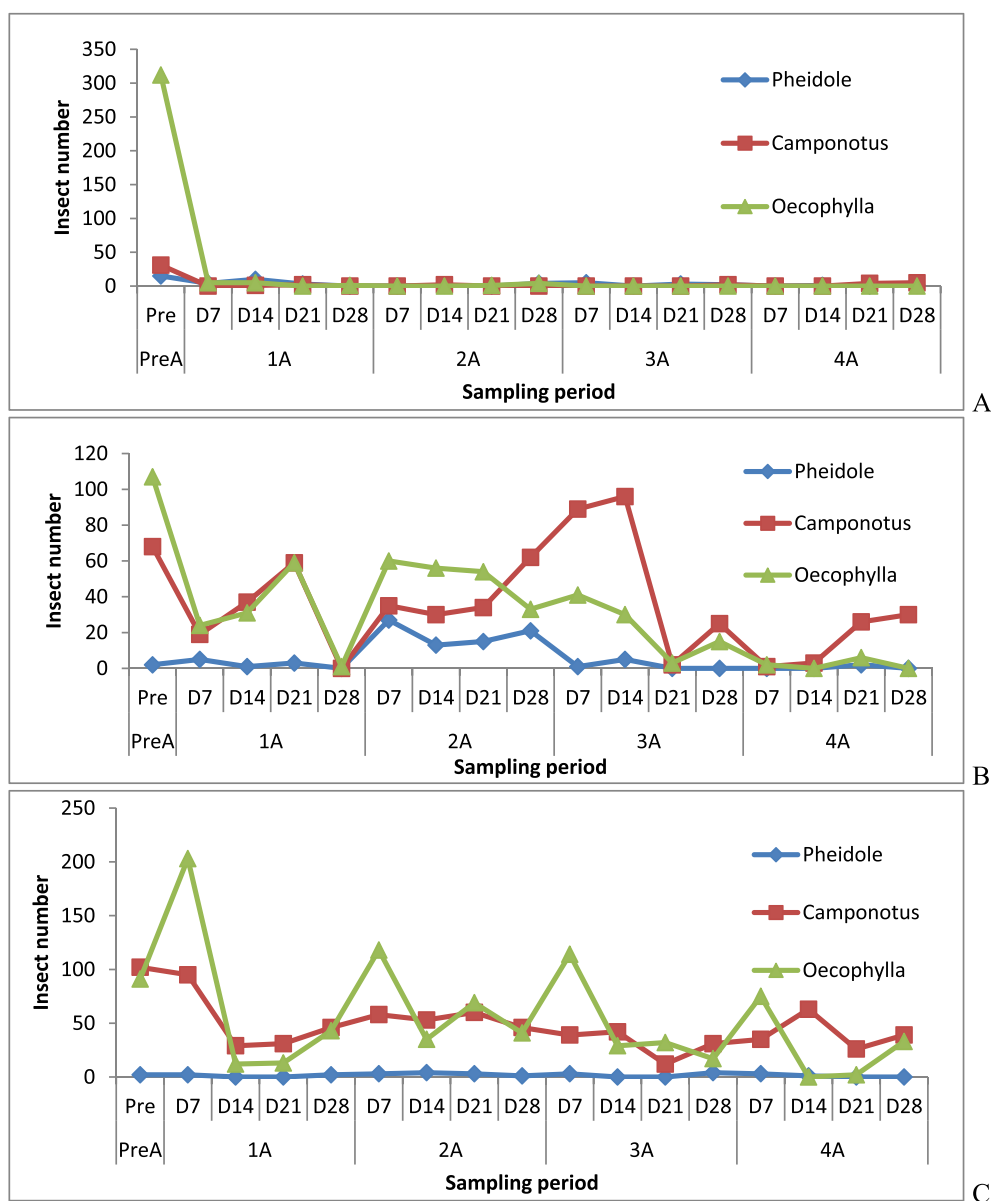 350
300
250
200
150
100
50
0
Insect number
Pheidole
Camponotus
Oecophylla
Pre D7 D14 D21 D28 D7 D14 D21 D28 D7 D14 D21 D28 D7 D14 D21 D28
PreA 1A 2A 3A 4A
Sampling period
A
120
100
80
60
40
20
0
Insect number
Pheidole
Camponotus
Oecophylla
Pre D7 D14 D21 D28 D7 D14 D21 D28 D7 D14 D21 D28 D7 D14 D21 D28
PreA 1A 2A 3A 4A
Sampling period
B
250
200
150
100
50
0
Insect number
Pheidole
Camponotus
Oecophylla
Pre D7 D14 D21 D28 D7 D14 D21 D28 D7 D14 D21 D28 D7 D14 D21 D28
PreA 1A 2A 3A 4A
Sampling period
C